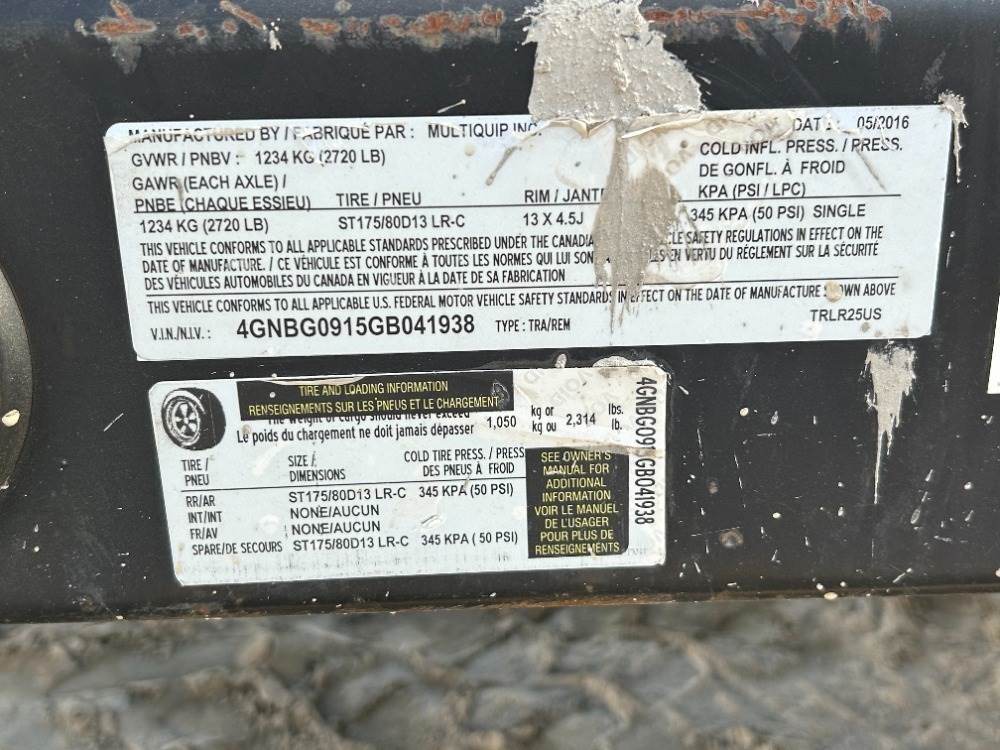 MANUFACTURED BY / FABRIQUÉ PAR : MULTIQUIP INC. 05/2016
GVWR / PNBV : 1234 KG (2720 LB) COLD INFL. PRESS. / PRESS.
DE GONFL. À FROID
GAWR (EACH AXLE) / KPA (PSI / LPC)
PNBE (CHAQUE ESSIEU) TIRE / PNEU RIM / JANTE
1234 KG (2720 LB) ST175/80D13 LR-C 13 X 4.5J 345 KPA (50 PSI) SINGLE
THIS VEHICLE CONFORMS TO ALL APPLICABLE STANDARDS PRESCRIBED UNDER THE SAFETY REGULATIONS IN EFFECT ON THE
DATE OF MANUFACTURE. / CE VÉHICULE EST CONFORME À TOUTES LES NORMES QUI LUI EN VERTU DU RÉGLEMENT SUR LA SÉCURITÉ
DES VÉHICULES AUTOMOBILES DU CANADA EN VIGUEUR À LA DATE DE SA FABRICATION
THIS VEHICLE CONFORMS TO ALL APPLICABLE U.S. FEDERAL MOTOR VEHICLE SAFETY STANDARDS IN EFFECT ON THE DATE OF MANUFACTURE SHOWN ABOVE
V.I.N./N.I.V. : 4GNBG0915GB041938 TYPE : TRA/REM TRLR25US
TIRE AND LOADING INFORMATION
RENSEIGNEMENTS SUR LES PNEUS ET LE CHARGEMENT
The weight of cargo should never exceed kg or lbs.
Le poids du chargement ne doit jamais dépasser 1,050 kg ou 2,314 lb.
TIRE / PNEU SIZE / DIMENSIONS COLD TIRE PRESS. / PRESS
DES PNEUS À FROID
RR/AR ST175/80D13 LR-C 345 KPA (50 PSI)
INT/INT NONE/AUCUN
FR/AV NONE/AUCUN
SPARE/DE SECOURS ST175/80D13 LR-C 345 KPA ( 50 PSI)
SEE OWNER'S
MANUAL FOR
ADDITIONAL
INFORMATION
VOIR LE MANUEL
DE L'USAGER
POUR PLUS DE
RENSEIGNEMENTS
4GNBG0915GB041938